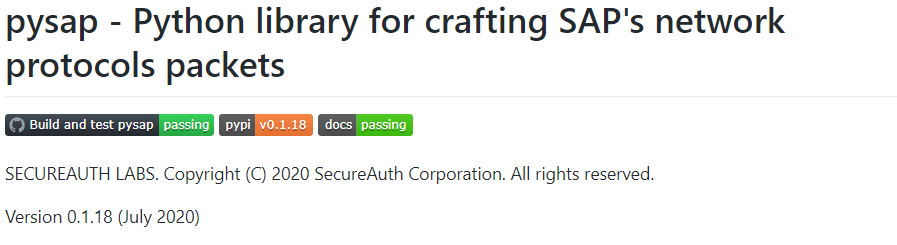 pysap - Python library for crafting SAP's network
protocols packets
Build and test pysap passing pypi v0.1.18 docs passing
SECUREAUTH LABS. Copyright (C) 2020 SecureAuth Corporation. All rights reserved.
Version 0.1.18 (July 2020)